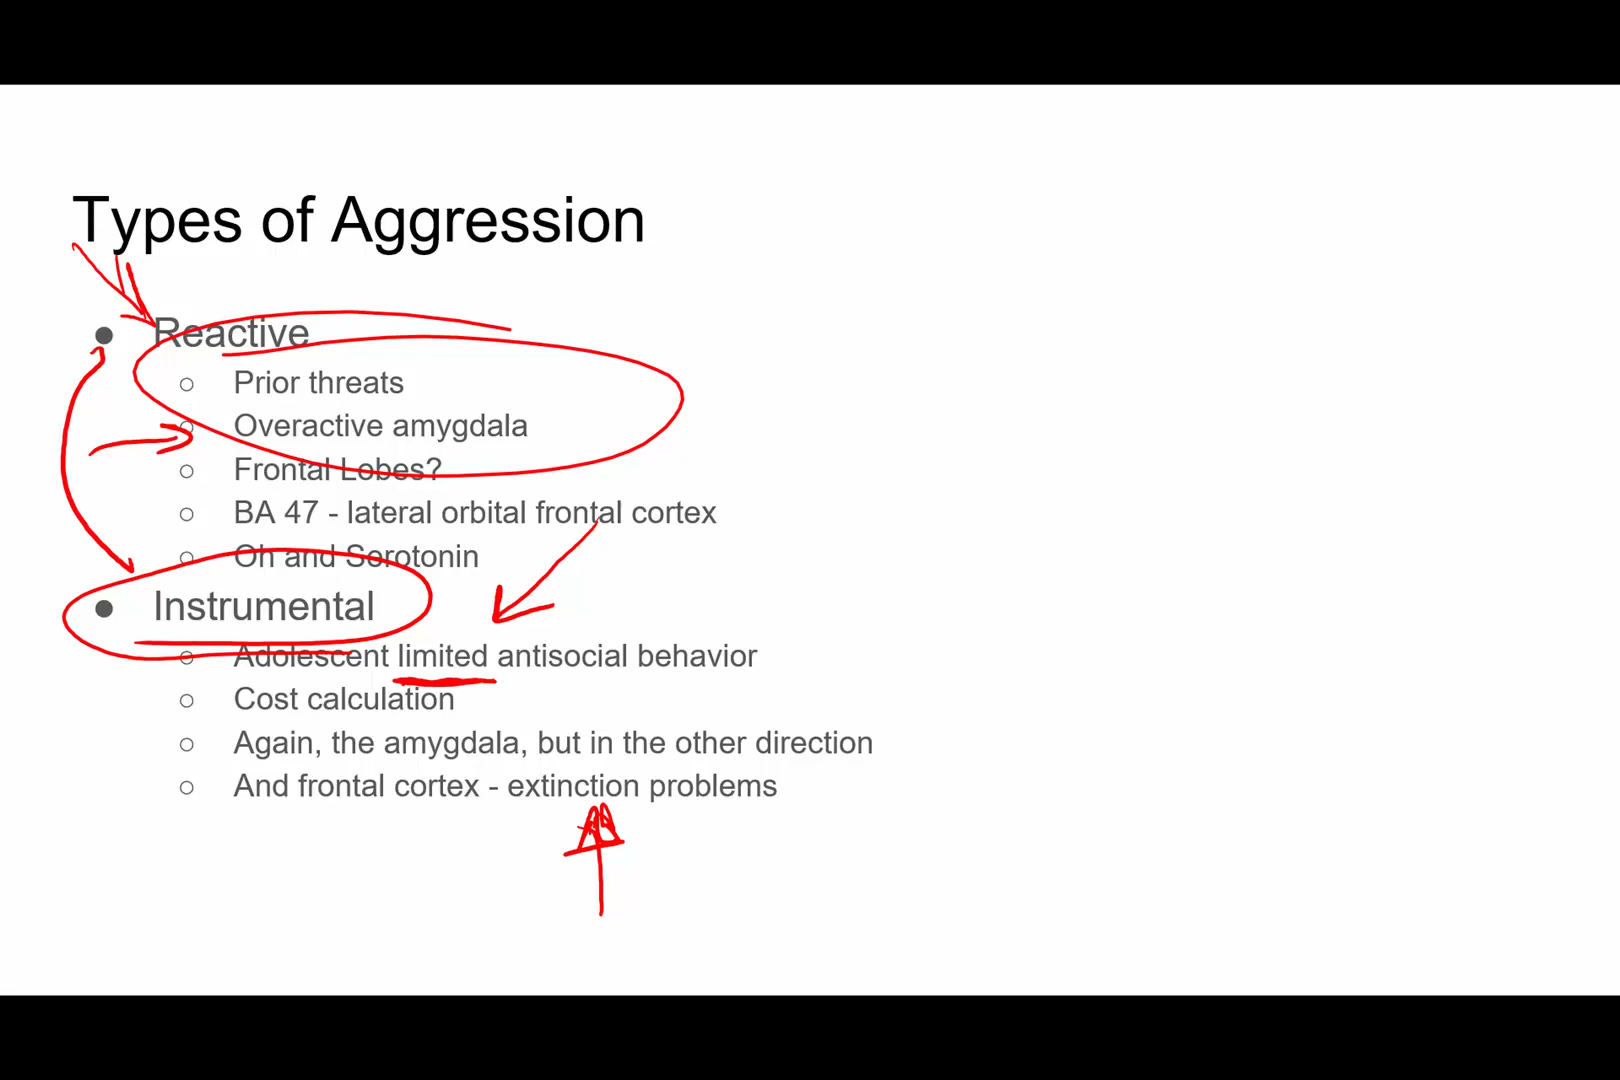 Types of Aggression
● Reactive
○ Prior threats
○ Overactive amygdala
○ Frontal Lobes?
○ BA 47 - lateral orbital frontal cortex
○ Oh and Serotonin
● Instrumental
○ Adolescent limited antisocial behavior
○ Cost calculation
○ Again, the amygdala, but in the other direction
○ And frontal cortex - extinction problems